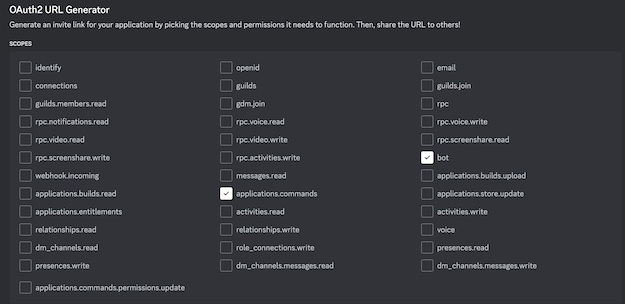 OAuth2 URL Generator
Generate an invite link for your application by picking the scopes and permissions it needs to function. Then, share the URL to others!
SCOPES
identify openid email
connections guilds guilds.join
guilds.members.read gdm.join rpc
rpc.notifications.read rpc.voice.read rpc.voice.write
rpc.video.read rpc.video.write rpc.screenshare.read
rpc.screenshare.write rpc.activities.write bot
webhook.incoming messages.read applications.builds.upload
applications.builds.read applications.commands applications.store.update
applications.entitlements activities.read activities.write
relationships.read relationships.write voice
dm_channels.read role_connections.write presences.read
presences.write dm_channels.messages.read dm_channels.messages.write
applications.commands.permissions.update